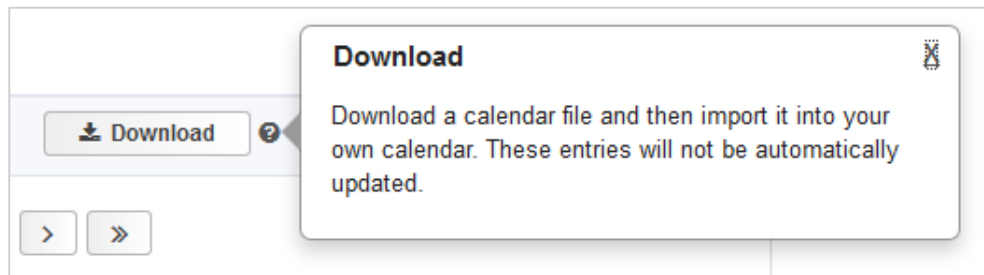 Download
Download a calendar file and then import it into your
own calendar. These entries will not be automatically
updated.
Download